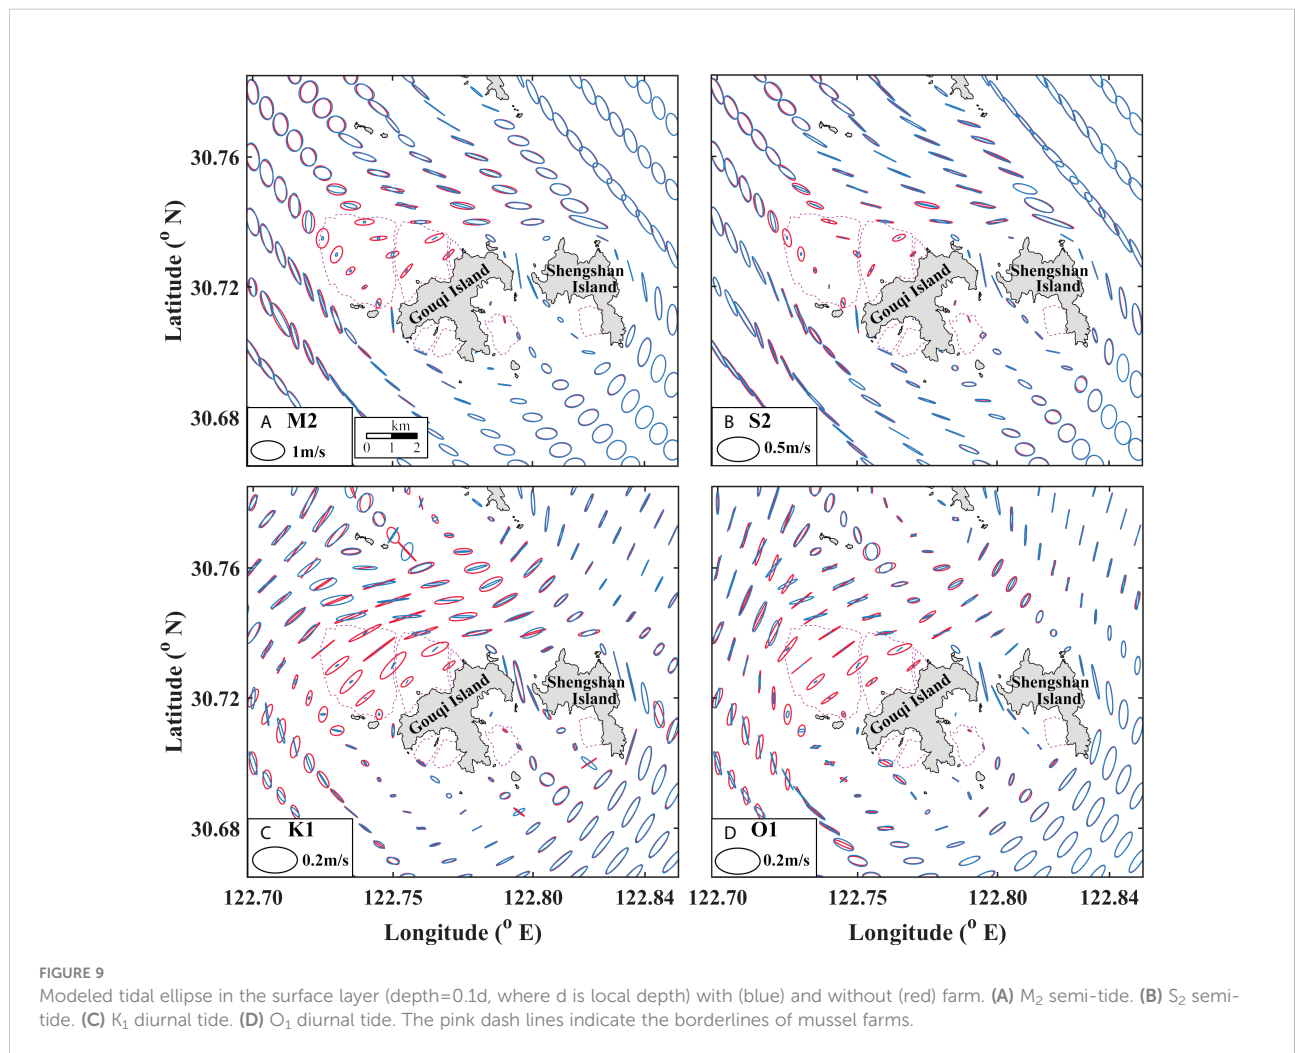 30.76
30.72
30.68
Latitude (° N)
Gouqi Island
Shengshan
Island
A M2
1m/s
km
0 1 2
Gouqi Island
Shengshan
Island
B S2
0.5m/s
30.76
30.72
30.68
Latitude (° N)
Gouqi Island
Shengshan
Island
C K1
0.2m/s
Gouqi Island
Shengshan
Island
D O1
0.2m/s
122.70 122.75 122.80 122.84 122.70 122.75 122.80 122.84
Longitude (° E) Longitude (° E)
FIGURE 9
Modeled tidal ellipse in the surface layer (depth=0.1d, where d is local depth) with (blue) and without (red) farm. (A) M₂ semi-tide. (B) S₂ semi-
tide. (C) K₁ diurnal tide. (D) O₁ diurnal tide. The pink dash lines indicate the borderlines of mussel farms.